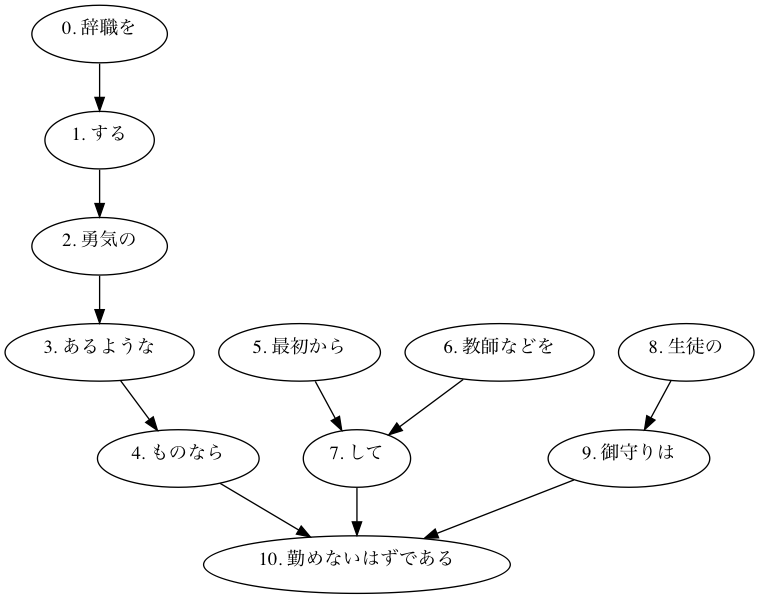 0. 辞職を
1. する
2. 勇気の
3. あるような
5. 最初から
6. 教師などを
8. 生徒の
4. ものなら
7. して
9. 御守りは
10. 勤めないはずである